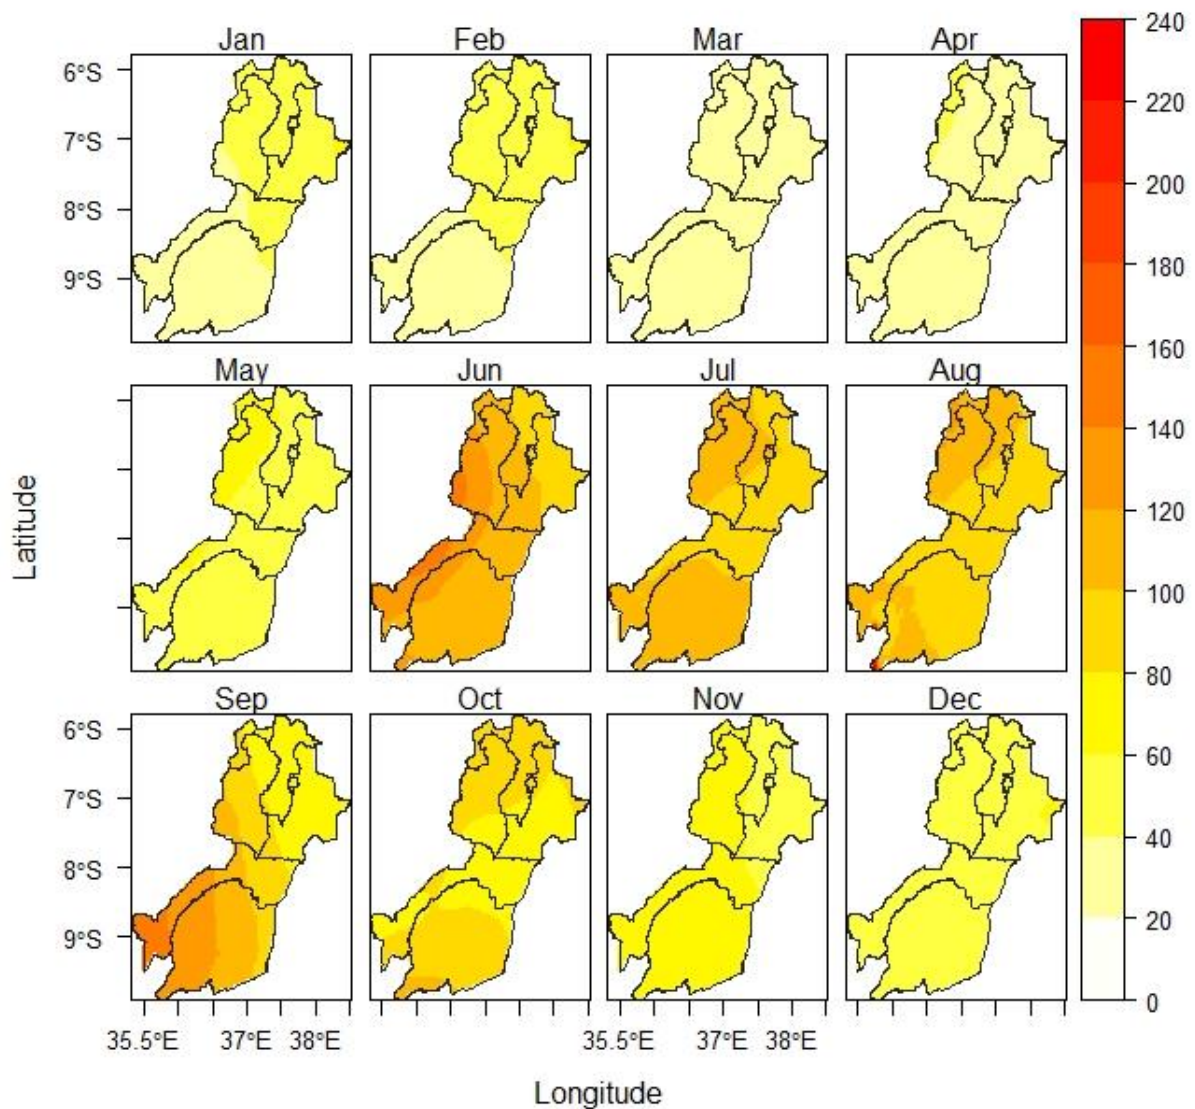 240
Jan Feb Mar Apr
6°S
220
7°S
200
8°S
180
9°S
160
May Jun Jul Aug
140
120
Latitude
100
80
Sep Oct Nov Dec
6°S
60
7°S
40
8°S
20
9°S
0
35.5°E 37°E 38°E 35.5°E 37°E 38°E
Longitude